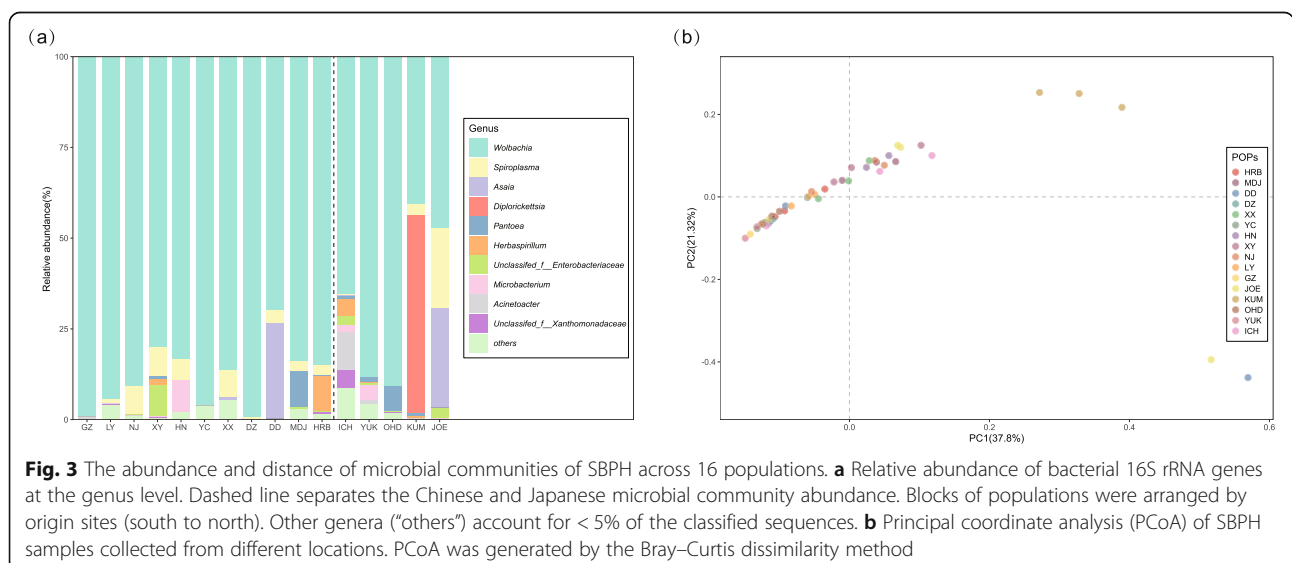 (a)
100
75
50
25
0
Relative abundance(%)
GZ LY NJ XY HN YC XX DZ DD MDJ HRB ICH YUK OHD KUM JOE
Genus
Wolbachia
Spiroplasma
Asaia
Diplorickettsia
Pantoea
Herbaspirillum
Unclassifed_f__Enterobacteriaceae
Microbacterium
Acinetoacter
Unclassifed_f__Xanthomonadaceae
others
(b)
0.2
0.0
-0.2
-0.4
PC2(21.32%)
0.0 0.2 0.4 0.6
PC1(37.8%)
POPs
HRB
MDJ
DD
DZ
XX
YC
HN
XY
NJ
LY
GZ
JOE
KUM
OHD
YUK
ICH
Fig. 3 The abundance and distance of microbial communities of SBPH across 16 populations. a Relative abundance of bacterial 16S rRNA genes
at the genus level. Dashed line separates the Chinese and Japanese microbial community abundance. Blocks of populations were arranged by
origin sites (south to north). Other genera (“others”) account for < 5% of the classified sequences. b Principal coordinate analysis (PCoA) of SBPH
samples collected from different locations. PCoA was generated by the Bray–Curtis dissimilarity method